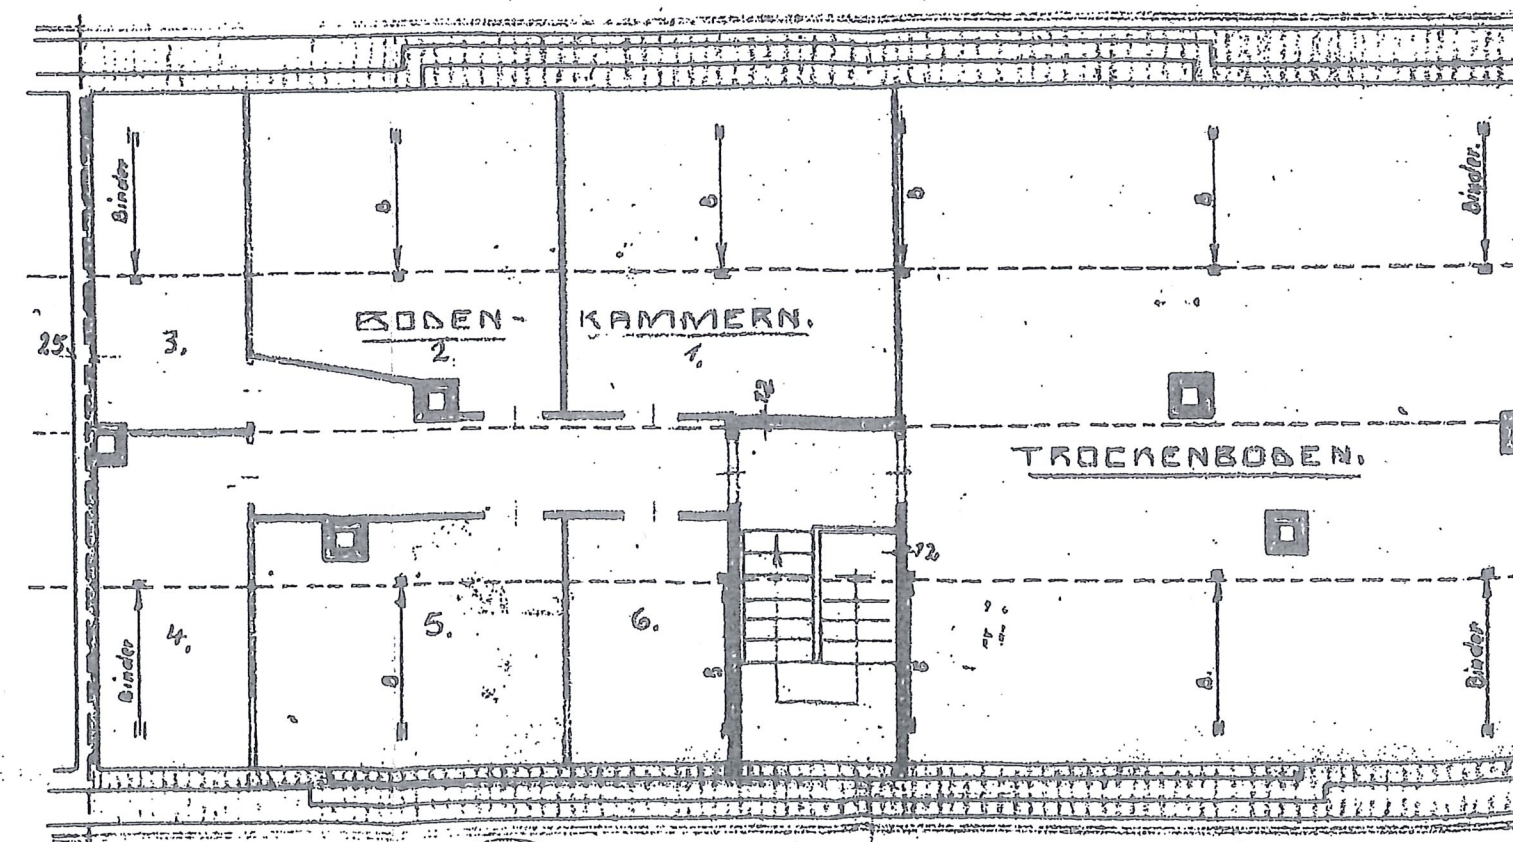 Binder
B
B
B
B
Binder.
BODEN-
KAMMERN.
25.
3.
2.
1.
12
TROCKENBODEN.
12.
4.
5.
6.
Binder
B
B
B
B.
Binder